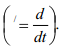 ( ′ = d/dt ).